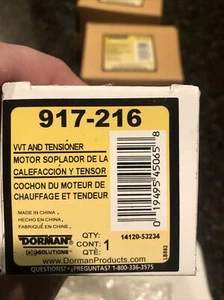 917-216
VVT AND TENSIONER
MOTOR SOPLADOR DE LA
CALEFACCIÓN Y TENSOR
COCHON DU MOTEUR DE
CHAUFFAGE ET TENDEUR
MADE IN CHINA.
HECHO EN CHINA.
FABRIQUÉ EN CHINE.
DORMAN®
OE SOLUTIONS™
QTY:
CONT: 1
QTÉ:
0 19495 45065 8
14120-53234
www.DormanProducts.com
QUESTIONS? • ¿PREGUNTAS? 1-800-336-3575